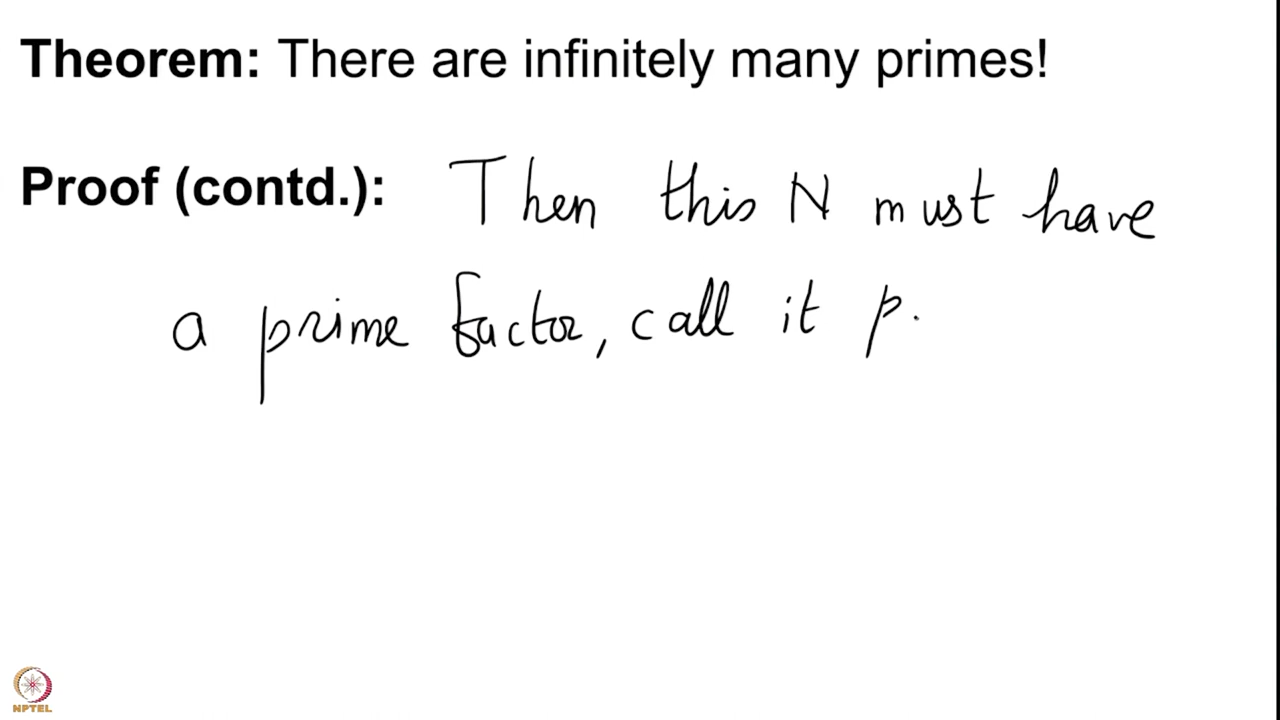 Theorem: There are infinitely many primes!
Proof (contd.): Then this N must have
a prime factor, call it p.
NPTEL